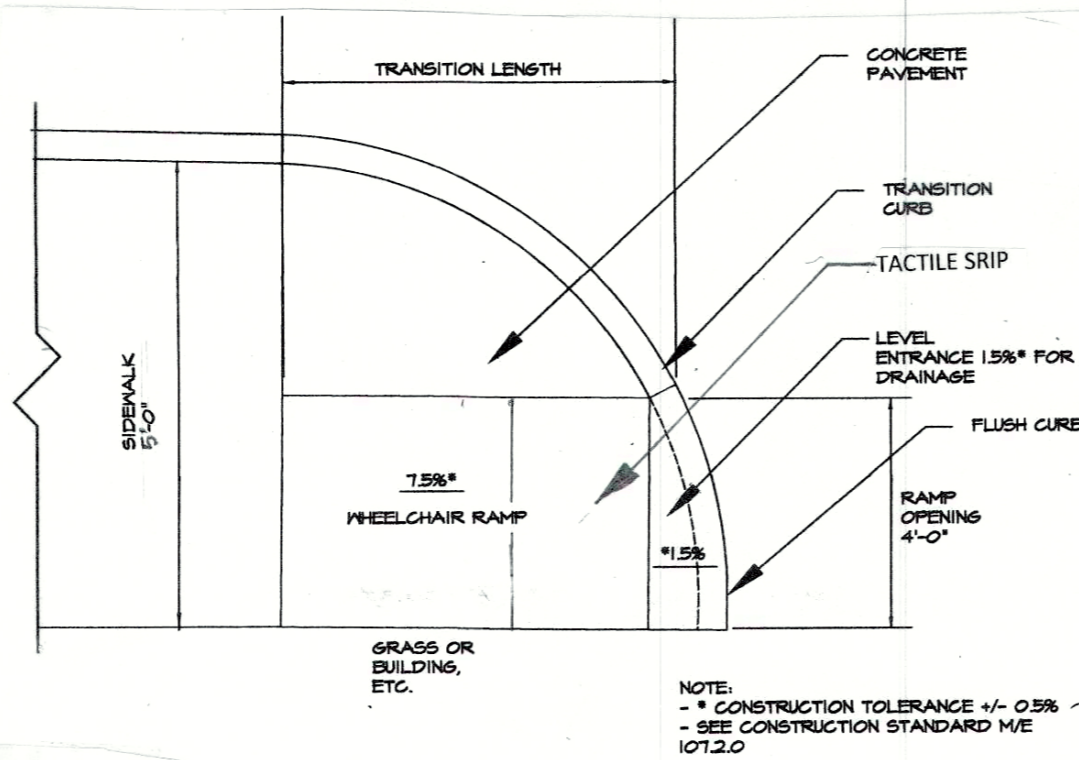 TRANSITION LENGTH
CONCRETE
PAVEMENT
TRANSITION
CURB
TACTILE SRIP
LEVEL
ENTRANCE 1.5%* FOR
DRAINAGE
FLUSH CURB
SIDEWALK
5'-0"
7.5%*
WHEELCHAIR RAMP
RAMP
OPENING
4'-0"
*1.5%
GRASS OR
BUILDING,
ETC.
NOTE:
- * CONSTRUCTION TOLERANCE +/- 0.5%
- SEE CONSTRUCTION STANDARD M/E
107.2.0